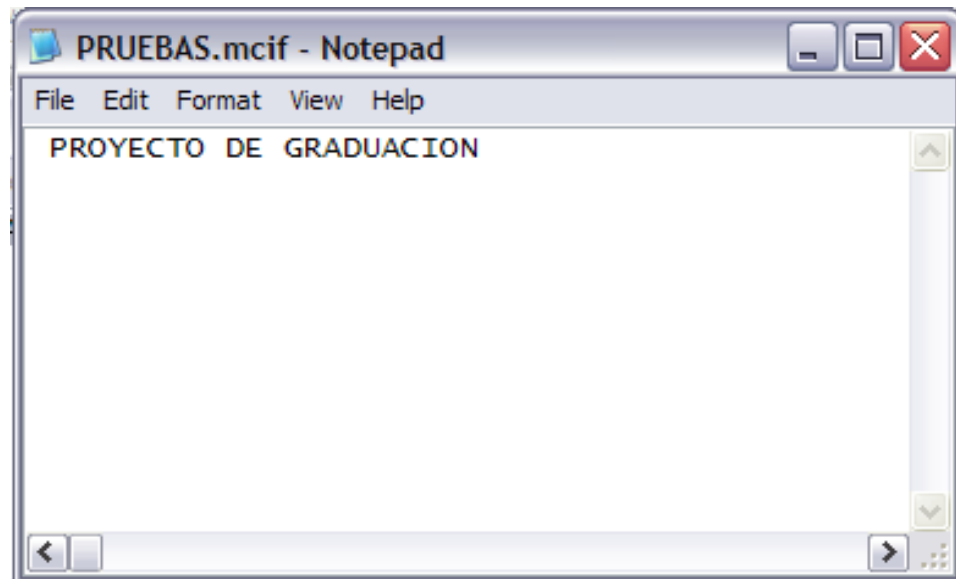 PRUEBAS.mcif - Notepad
File Edit Format View Help
PROYECTO DE GRADUACION